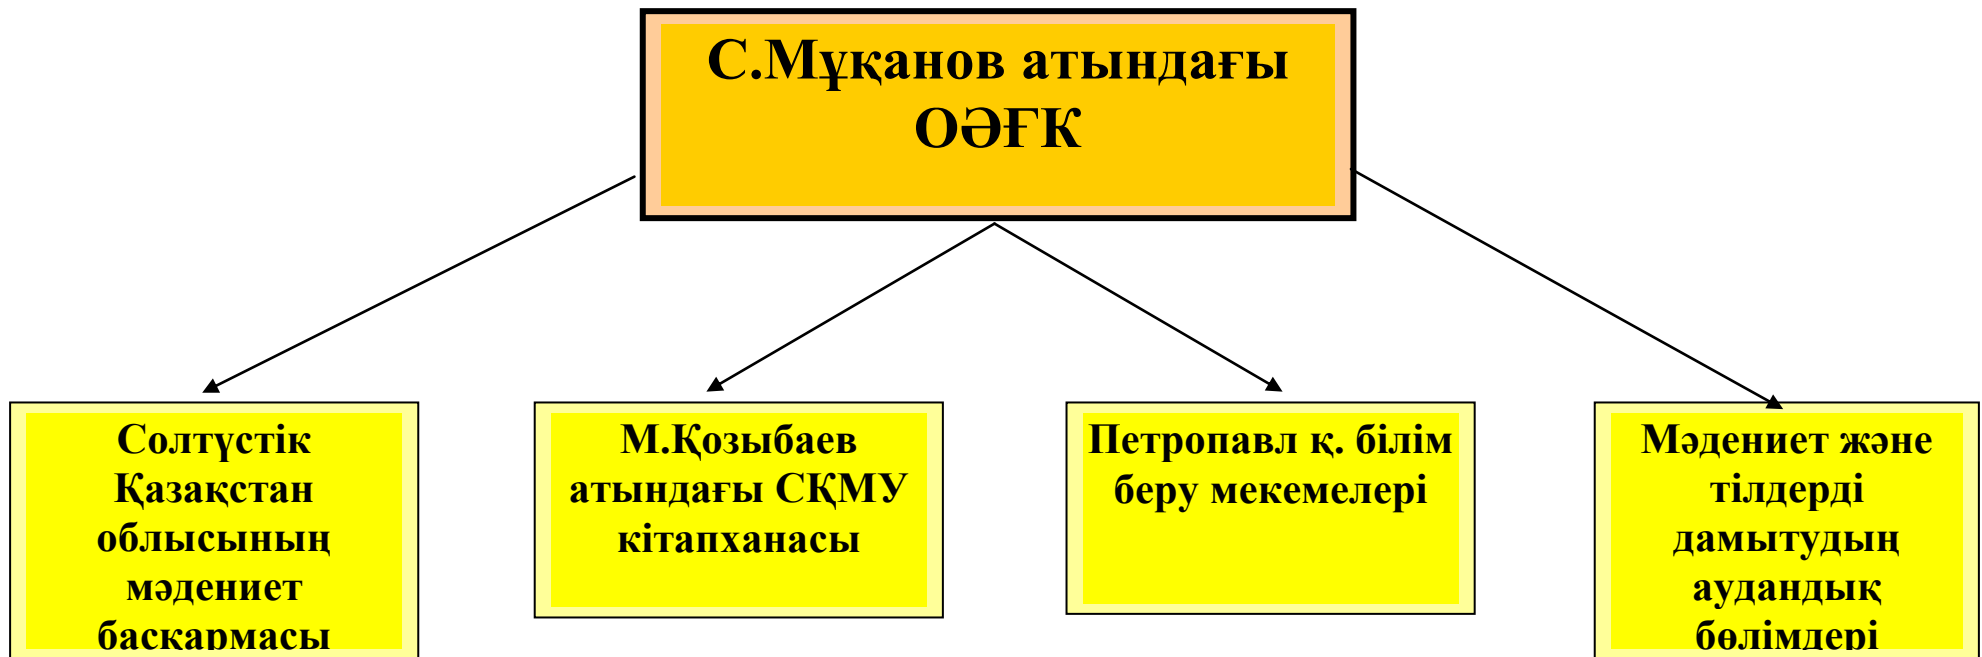 С.Мұқанов атындағы
ОӘҒК
Солтүстік
Қазақстан
облысының
мәдениет
басқармасы
М.Қозыбаев
атындағы СҚМУ
кітапханасы
Петропавл қ. білім
беру мекемелері
Мәдениет және
тілдерді
дамытудың
аудандық
бөлімдері